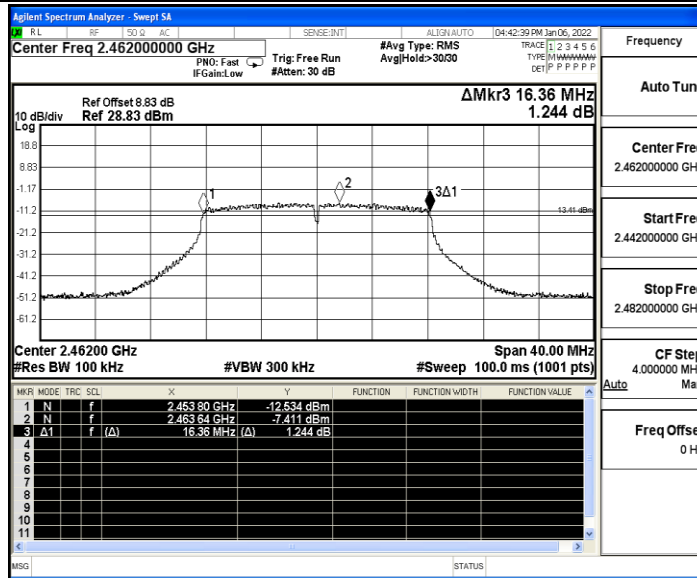 Agilent Spectrum Analyzer - Swept SA
RL RF 50 Ω AC SENSE:INT ALIGN AUTO 04:42:39 PM Jan 06, 2022
Center Freq 2.462000000 GHz #Avg Type: RMS TRACE 1 2 3 4 5 6
PNO: Fast Trig: Free Run Avg|Hold:>30/30 TYPE M WWWWW
IFGain:Low #Atten: 30 dB DET P P P P P P
Frequency
Auto Tun
Ref Offset 8.83 dB ΔMkr3 16.36 MHz
10 dB/div Ref 28.83 dBm 1.244 dB
Log
18.8
8.83
-1.17
-11.2
-21.2
-31.2
-41.2
-51.2
-61.2
1
2
3Δ1
13.41 dBm
Center 2.46200 GHz Span 40.00 MHz
#Res BW 100 kHz #VBW 300 kHz #Sweep 100.0 ms (1001 pts)
Center Fre
2.462000000 GH
Start Fre
2.442000000 GH
Stop Fre
2.482000000 GH
CF Ste
4.000000 MH
Auto Ma
Freq Offse
0 H
MKR MODE TRC SCL X Y FUNCTION FUNCTION WIDTH FUNCTION VALUE
1 N f 2.453 80 GHz -12.534 dBm
2 N f 2.463 64 GHz -7.411 dBm
3 Δ1 f (Δ) 16.36 MHz (Δ) 1.244 dB
4
5
6
7
8
9
10
11
MSG STATUS